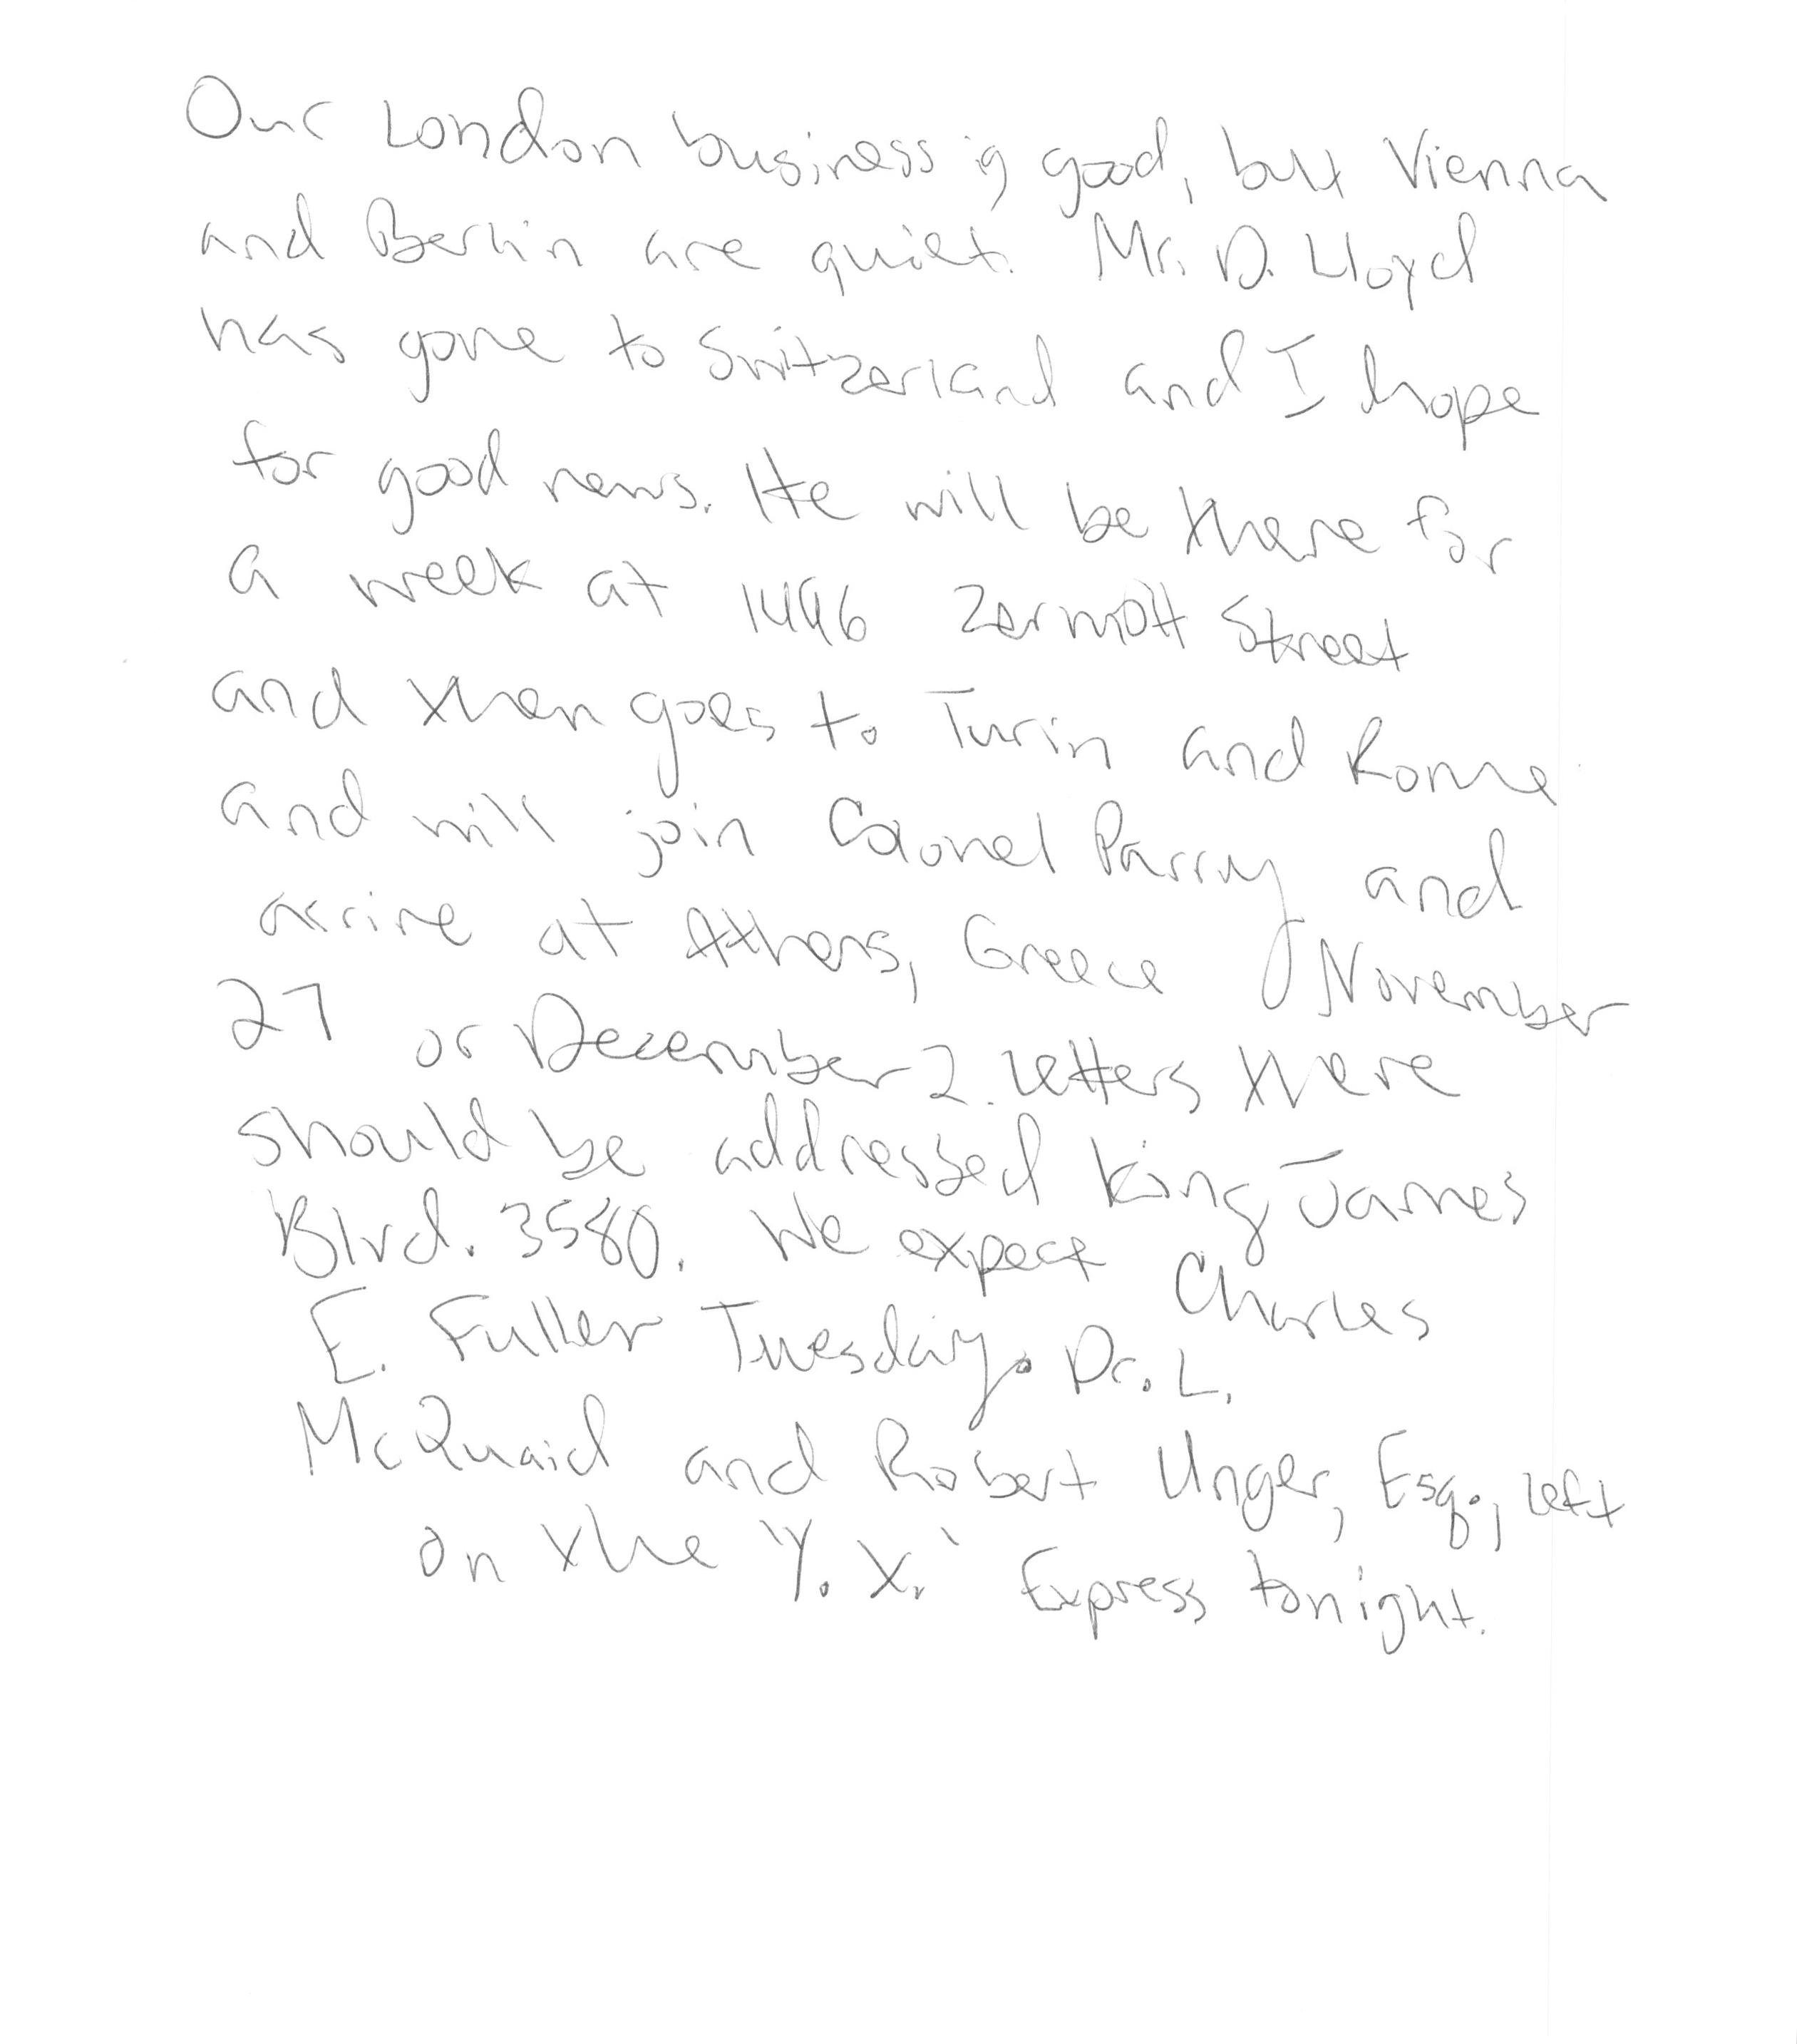 Our London business is good, but Vienna
and Berlin are quiet. Mr. D. Lloyd
has gone to Switzerland and I hope
for good news. He will be there for
a week at 1496 Zermott Street
and then goes to Turin and Rome
and will join Colonel Parry and
arrive at Athens, Greece November
27 or December 2. Letters there
should be addressed King James
Blvd. 3580. We expect Charles
E. Fuller Tuesday. Dr. L.
McQuaid and Robert Unger, Esq., left
on the "Y. X." Express tonight.